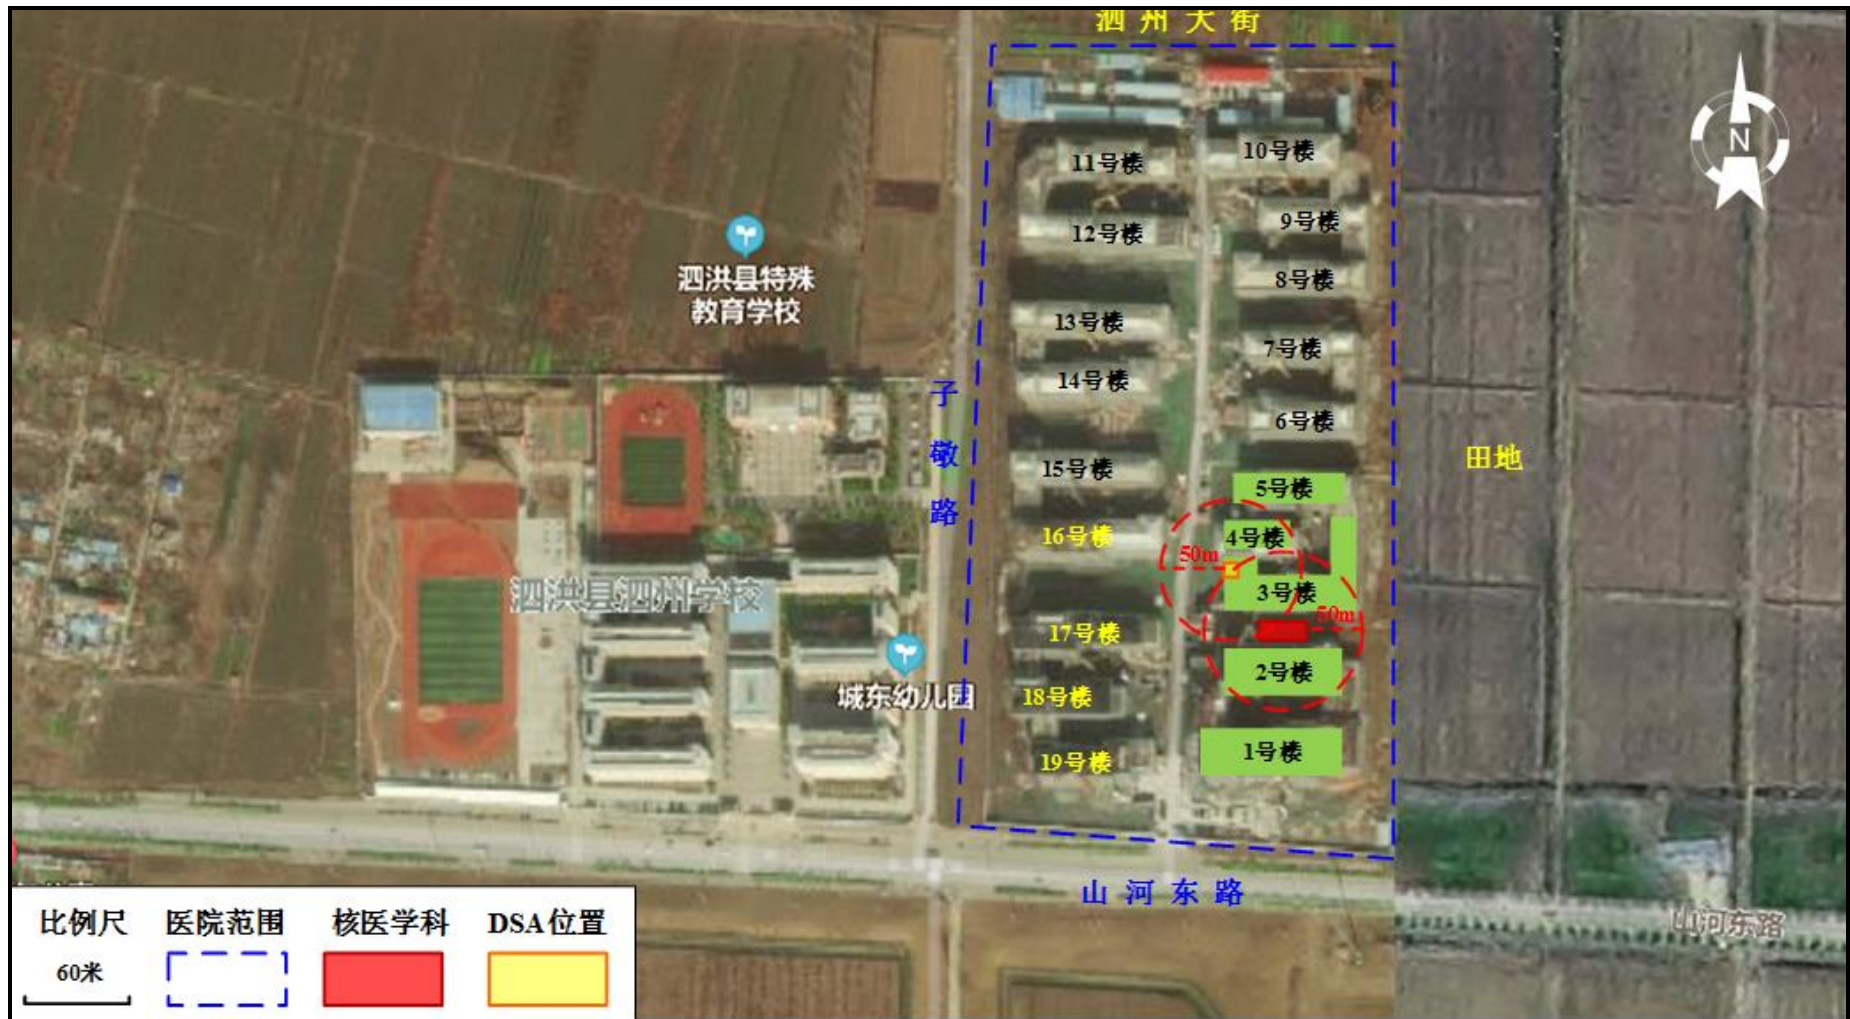 泗州大街
N
11号楼
10号楼
12号楼
9号楼
泗洪县特殊
教育学校
8号楼
13号楼
7号楼
14号楼
子敬路
6号楼
田地
15号楼
5号楼
16号楼
4号楼
50m
3号楼
泗洪县泗州学校
50m
17号楼
2号楼
城东幼儿园
18号楼
1号楼
19号楼
山河东路
山河东路
比例尺 医院范围 核医学科 DSA位置
60米